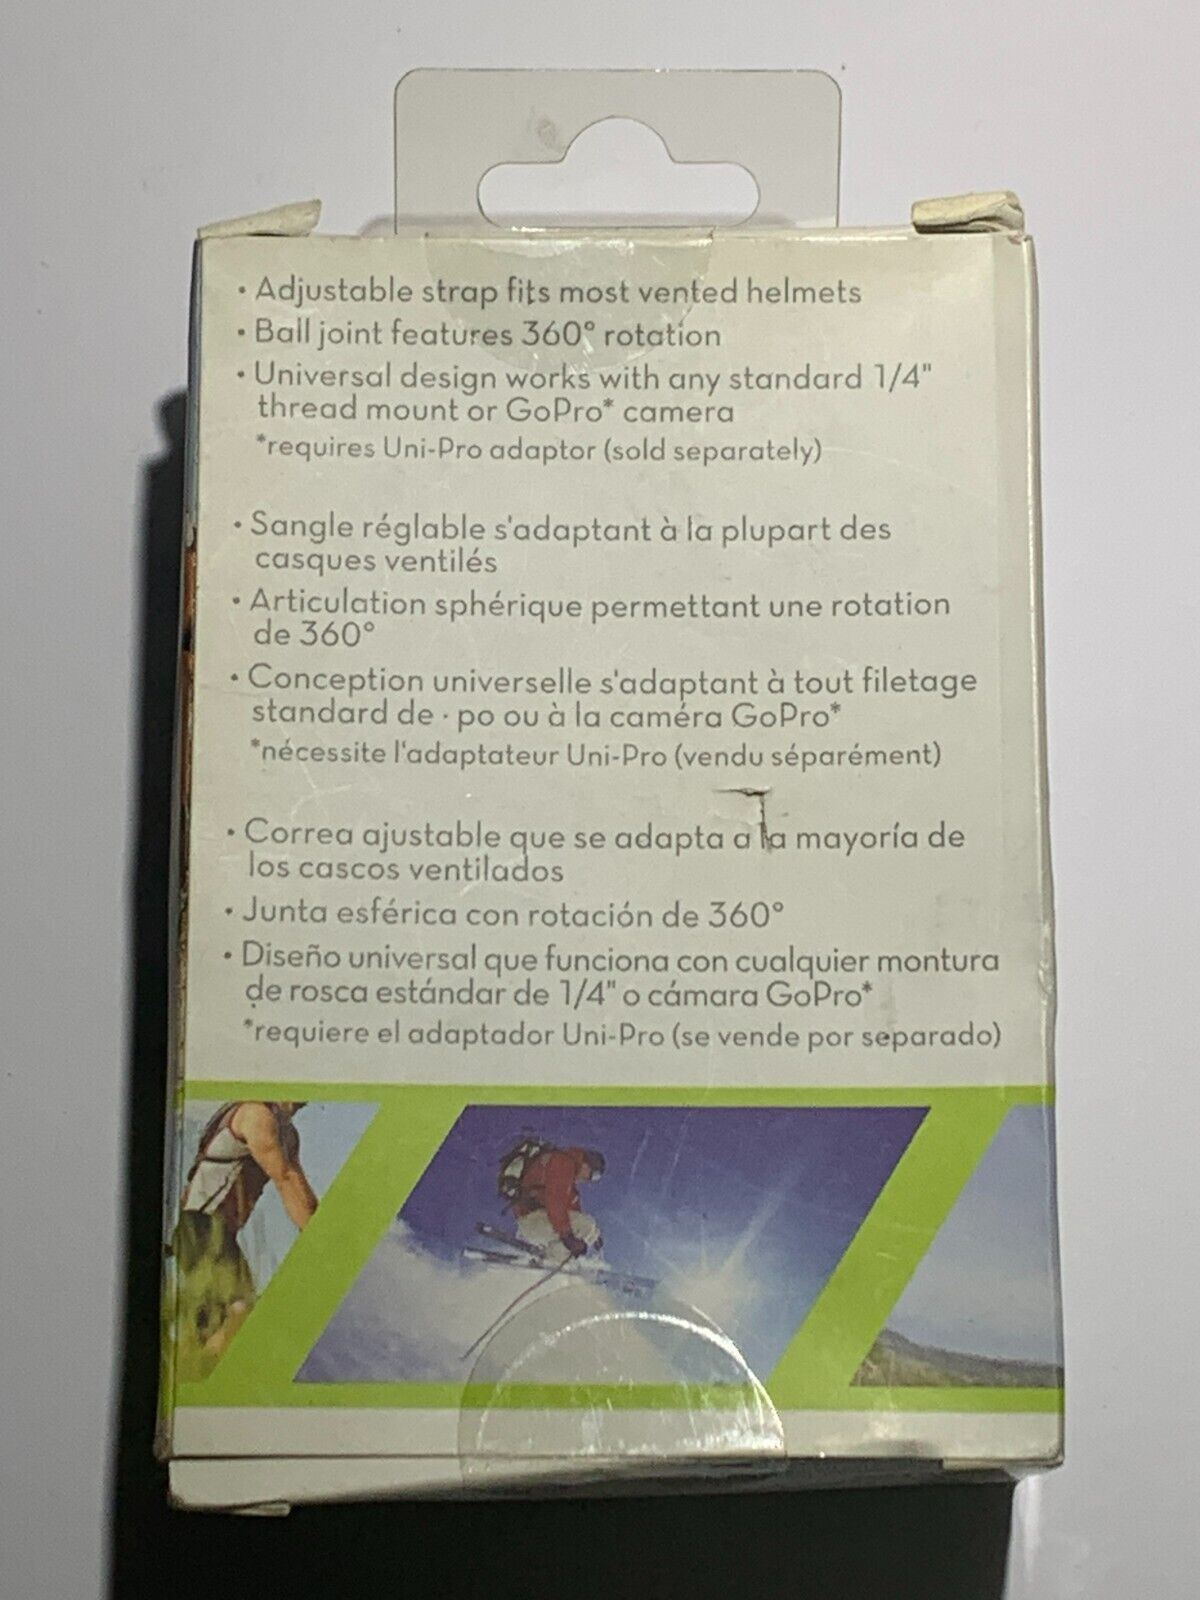 • Adjustable strap fits most vented helmets
• Ball joint features 360° rotation
• Universal design works with any standard 1/4"
thread mount or GoPro* camera
*requires Uni-Pro adaptor (sold separately)
• Sangle réglable s'adaptant à la plupart des
casques ventilés
• Articulation sphérique permettant une rotation
de 360°
• Conception universelle s'adaptant à tout filetage
standard de · po ou à la caméra GoPro*
*nécessite l'adaptateur Uni-Pro (vendu séparément)
• Correa ajustable que se adapta a la mayoría de
los cascos ventilados
• Junta esférica con rotación de 360°
• Diseño universal que funciona con cualquier montura
de rosca estándar de 1/4" o cámara GoPro*
*requiere el adaptador Uni-Pro (se vende por separado)